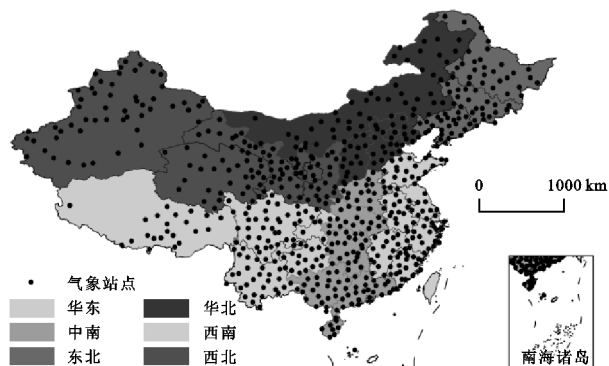 0 1000 km
气象站点
华东 华北
中南 西南
东北 西北
南海诸岛